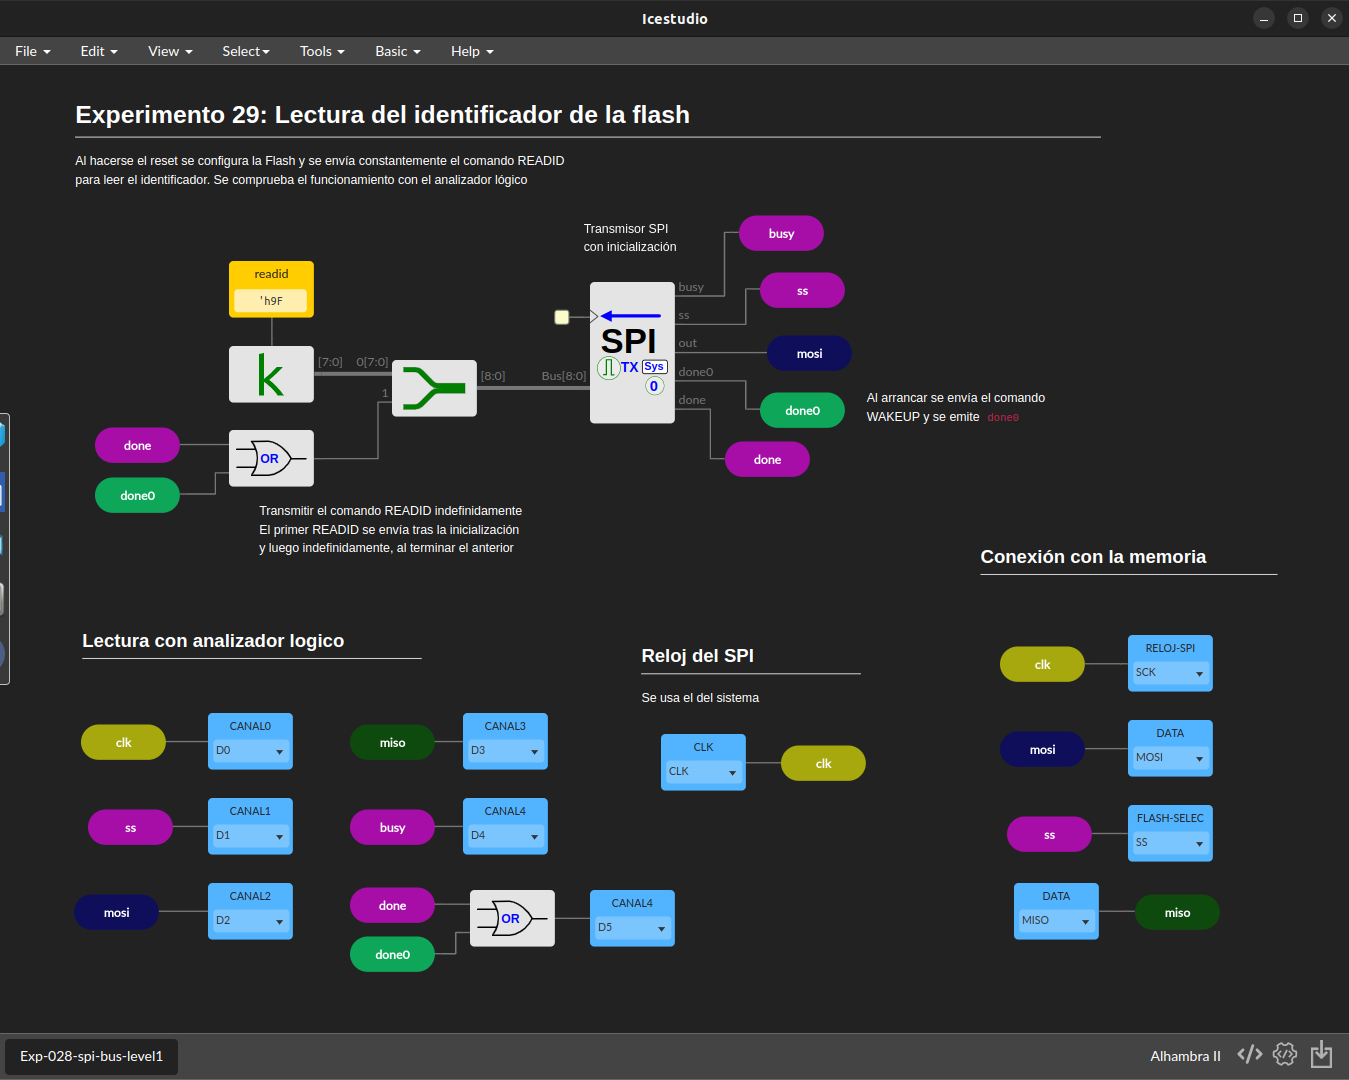 Icestudio
File Edit View Select Tools Basic Help
Experimento 29: Lectura del identificador de la flash
Al hacerse el reset se configura la Flash y se envía constantemente el comando READID
para leer el identificador. Se comprueba el funcionamiento con el analizador lógico
Transmisor SPI
con inicialización
busy
readid
'h9F
ss
busy
ss
SPI
TX Sys
0
out
mosi
k
[7:0] 0[7:0]
[8:0] Bus[8:0]
1
done0
done
done0
Al arrancar se envía el comando
WAKEUP y se emite done0
done
OR
done0
done
Transmitir el comando READID indefinidamente
El primer READID se envía tras la inicialización
y luego indefinidamente, al terminar el anterior
Conexión con la memoria
clk
RELOJ-SPI
SCK
mosi
DATA
MOSI
ss
FLASH-SELEC
SS
DATA
MISO
miso
Lectura con analizador logico
clk
CANAL0
D0
miso
CANAL3
D3
ss
CANAL1
D1
busy
CANAL4
D4
mosi
CANAL2
D2
done
done0
OR
CANAL4
D5
Reloj del SPI
Se usa el del sistema
CLK
CLK
clk
Exp-028-spi-bus-level1
Alhambra II